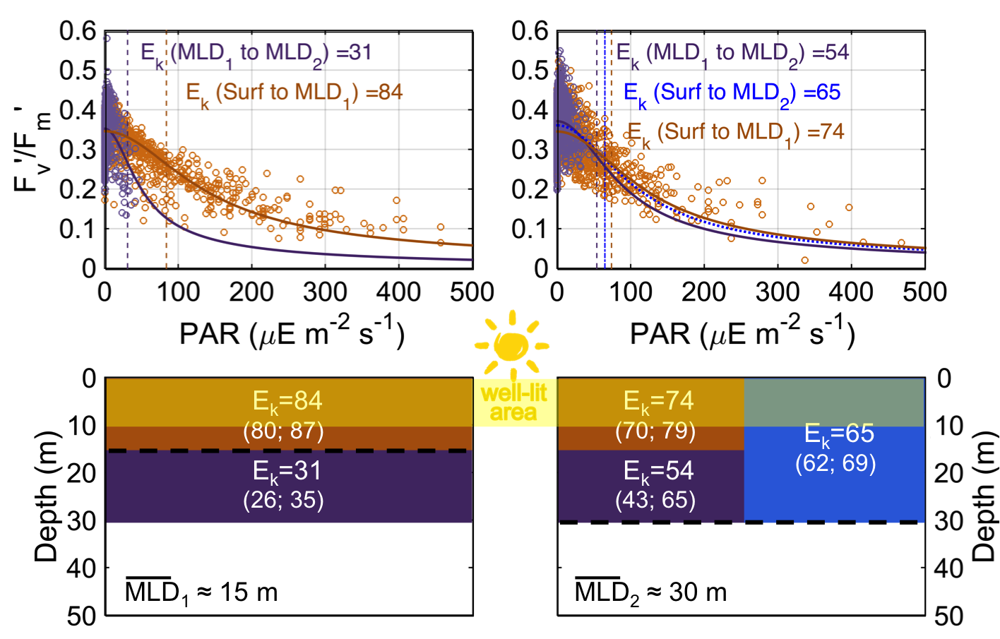 0.6
0.5
0.4
0.3
0.2
0.1
0
Fv'/Fm'
Ek (MLD1 to MLD2) =31
Ek (Surf to MLD1) =84
0 100 200 300 400 500
PAR (μE m-2 s-1)
0.6
0.5
0.4
0.3
0.2
0.1
0
Ek (MLD1 to MLD2) =54
Ek (Surf to MLD2) =65
Ek (Surf to MLD1) =74
0 100 200 300 400 500
PAR (μE m-2 s-1)
well-lit
area
0
10
20
30
40
50
Depth (m)
Ek=84
(80; 87)
Ek=31
(26; 35)
MLD1 ≈ 15 m
Ek=74
(70; 79)
Ek=54
(43; 65)
Ek=65
(62; 69)
MLD2 ≈ 30 m
0
10
20
30
40
50
Depth (m)